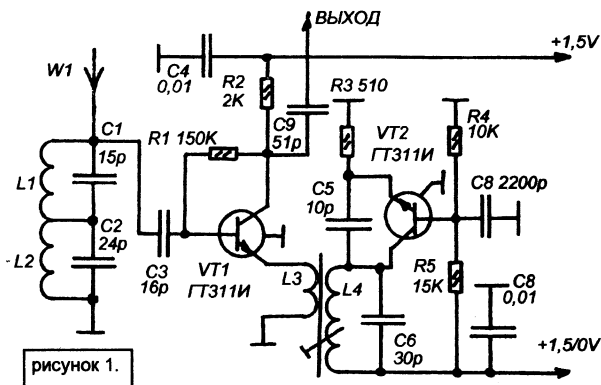 ВЫХОД
+1,5V
W1
C4
0,01
R2
2K
R3 510
C1
15p
R1 150K
C9
51p
VT2
ГТ311И
R4
10K
L1
C5
10p
C8 2200p
C2
24p
L2
C3
16p
VT1
ГТ311И
L3
L4
R5
15K
C8
0,01
C6
30p
+1,5/0V
рисунок 1.